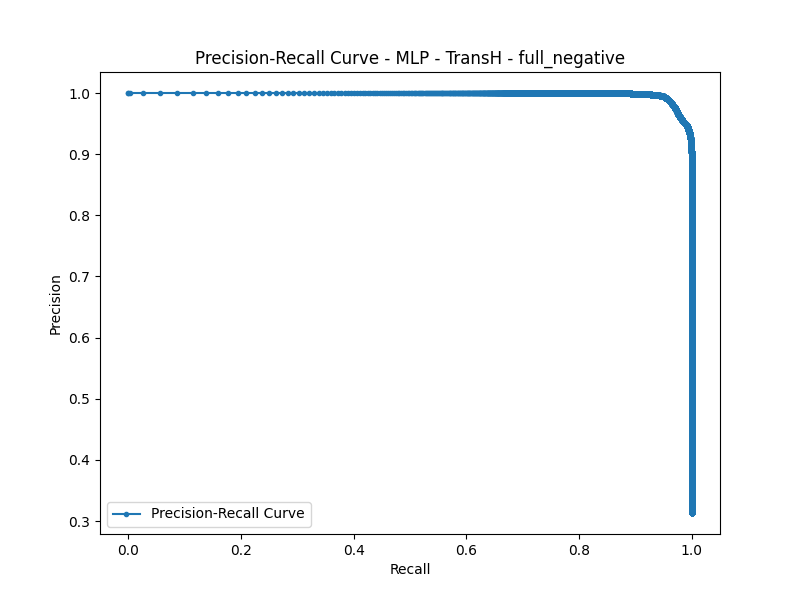 Precision-Recall Curve - MLP - TransH - full_negative
1.0
0.9
0.8
0.7
0.6
0.5
0.4
0.3
Precision
Precision-Recall Curve
0.0 0.2 0.4 0.6 0.8 1.0
Recall